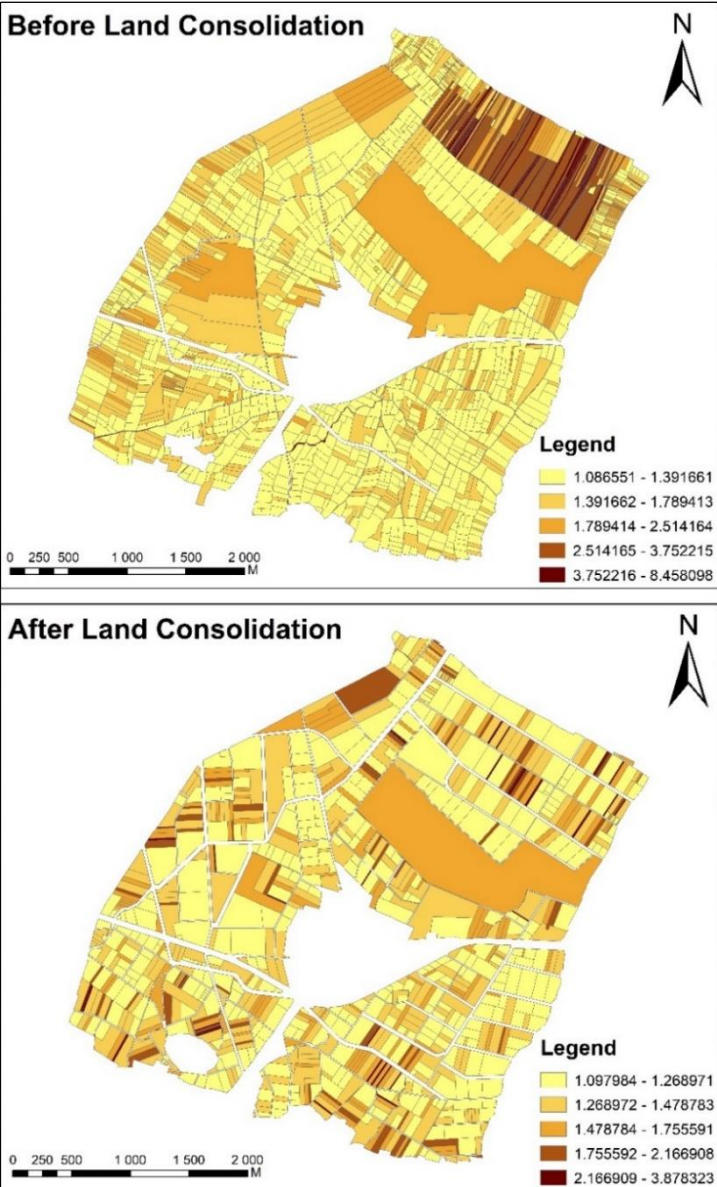 Before Land Consolidation
N
Legend
1.086551 - 1.391661
1.391662 - 1.789413
1.789414 - 2.514164
2.514165 - 3.752215
3.752216 - 8.458098
0 250 500 1 000 1 500 2 000
M
After Land Consolidation
N
Legend
1.097984 - 1.268971
1.268972 - 1.478783
1.478784 - 1.755591
1.755592 - 2.166908
2.166909 - 3.878323
0 250 500 1 000 1 500 2 000
M